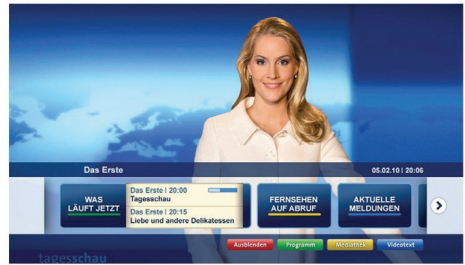 Das Erste
05.02.10 | 20:06
WAS
LÄUFT JETZT
Das Erste | 20:00
Tagesschau
Das Erste | 20:15
Liebe und andere Delikatessen
FERNSEHEN
AUF ABRUF
AKTUELLE
MELDUNGEN
Ausblenden
Programm
Mediathek
Videotext
tagesschau